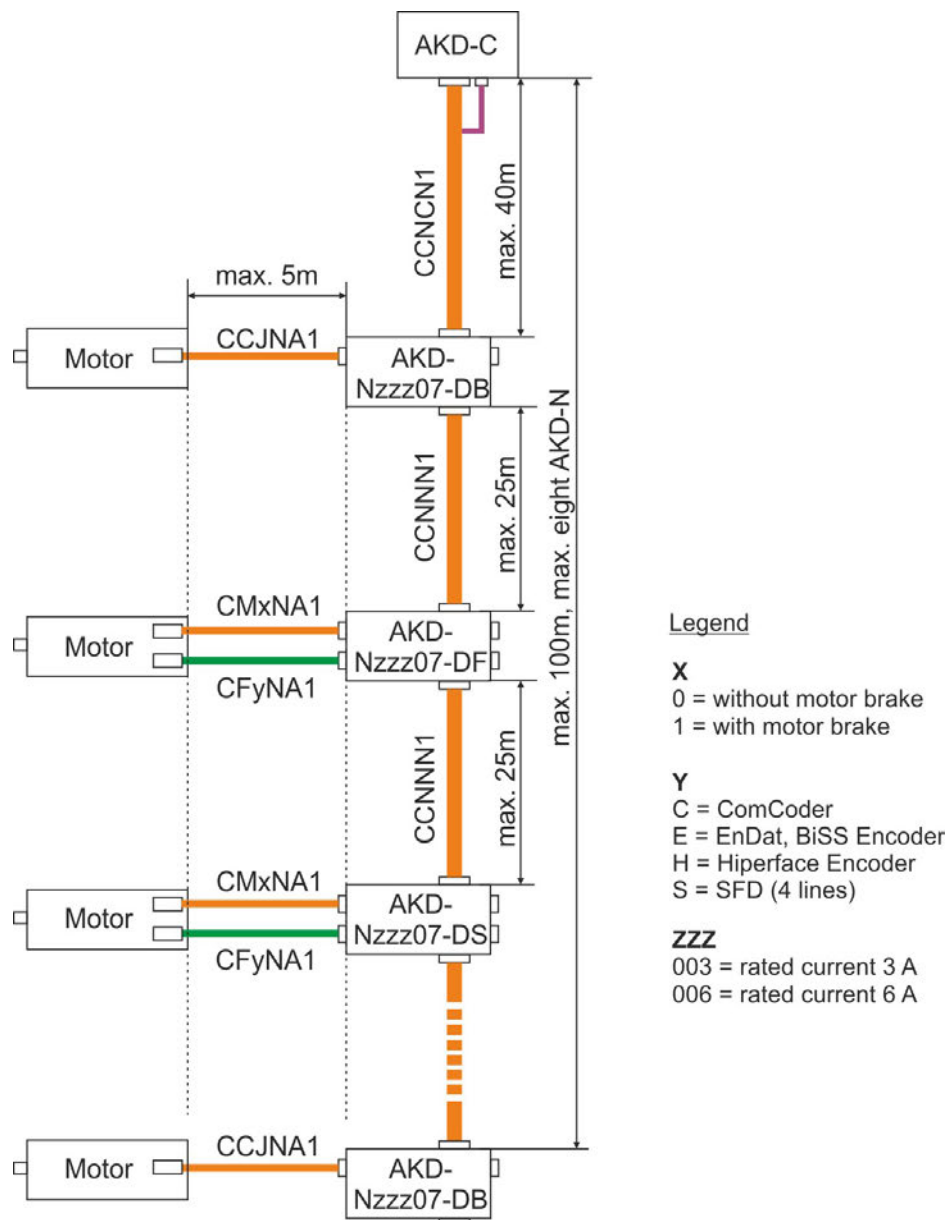 AKD-C
CCNCN1
max. 40m
max. 5m
Motor
CCJNA1
AKD-
Nzzz07-DB
CCNNN1
max. 25m
max. 100m, max. eight AKD-N
Motor
CMxNA1
CFyNA1
AKD-
Nzzz07-DF
CCNNN1
max. 25m
Motor
CMxNA1
CFyNA1
AKD-
Nzzz07-DS
Motor
CCJNA1
AKD-
Nzzz07-DB
Legend
X
0 = without motor brake
1 = with motor brake
Y
C = ComCoder
E = EnDat, BiSS Encoder
H = Hiperface Encoder
S = SFD (4 lines)
ZZZ
003 = rated current 3 A
006 = rated current 6 A